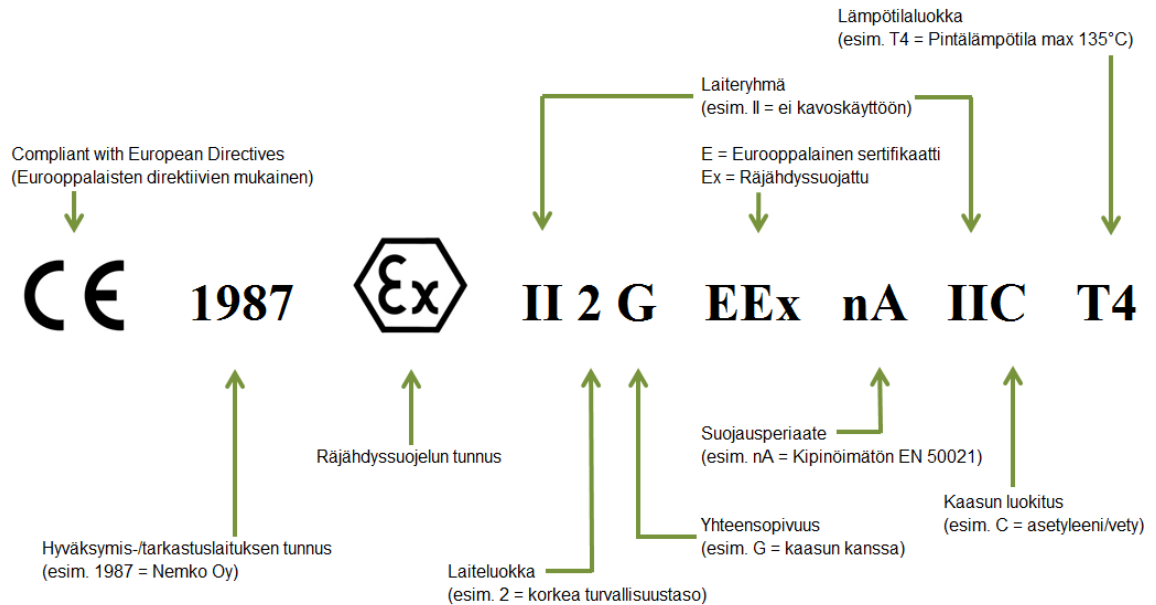 Lämpötilaluokka
(esim. T4 = Pintälämpötila max 135°C)
Laiteryhmä
(esim. II = ei kavoskäyttöön)
Compliant with European Directives
(Eurooppalaisten direktiivien mukainen)
E = Eurooppalainen sertifikaatti
Ex = Räjähdyssuojattu
CE 1987 Ex II 2 G EEx nA IIC T4
Räjähdyssuojelun tunnus
Suojausperiaate
(esim. nA = Kipinöimätön EN 50021)
Kaasun luokitus
(esim. C = asetyleeni/vety)
Yhteensopivuus
(esim. G = kaasun kanssa)
Hyväksymis-/tarkastuslaituksen tunnus
(esim. 1987 = Nemko Oy)
Laiteluokka
(esim. 2 = korkea turvallisuustaso)